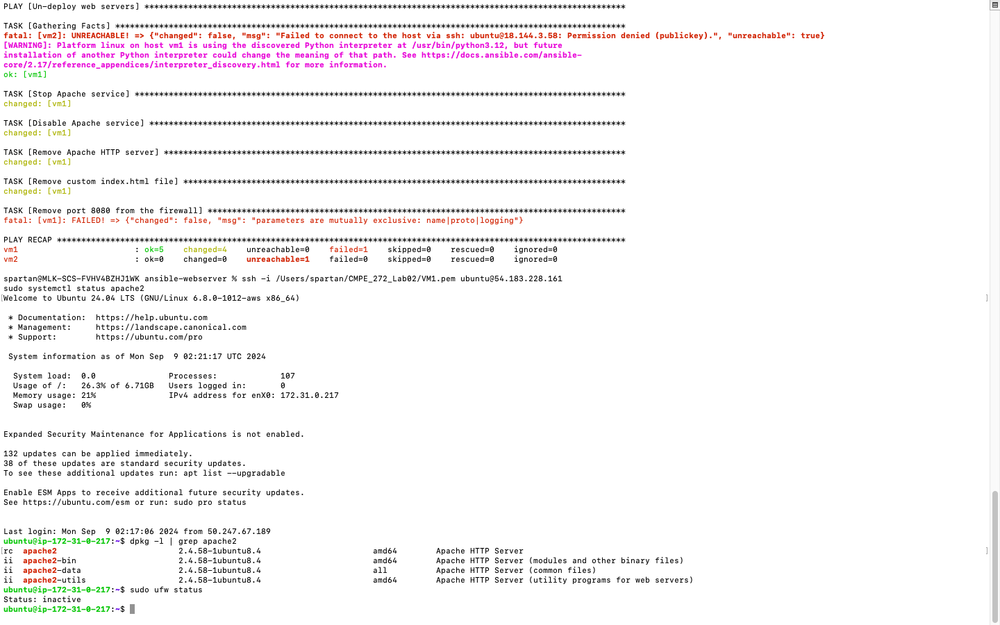 PLAY [Un-deploy web servers] ***************************************************************************************************
TASK [Gathering Facts] *********************************************************************************************************
fatal: [vm2]: UNREACHABLE! => {"changed": false, "msg": "Failed to connect to the host via ssh: ubuntu@18.144.3.58: Permission denied (publickey).", "unreachable": true}
[WARNING]: Platform linux on host vm1 is using the discovered Python interpreter at /usr/bin/python3.12, but future
installation of another Python interpreter could change the meaning of that path. See https://docs.ansible.com/ansible-
core/2.17/reference_appendices/interpreter_discovery.html for more information.
ok: [vm1]
TASK [Stop Apache service] *****************************************************************************************************
changed: [vm1]
TASK [Disable Apache service] **************************************************************************************************
changed: [vm1]
TASK [Remove Apache HTTP server] ***********************************************************************************************
changed: [vm1]
TASK [Remove custom index.html file] *******************************************************************************************
changed: [vm1]
TASK [Remove port 8080 from the firewall] **************************************************************************************
fatal: [vm1]: FAILED! => {"changed": false, "msg": "parameters are mutually exclusive: name|proto|logging"}
PLAY RECAP *********************************************************************************************************************
vm1                        : ok=5    changed=4    unreachable=0    failed=1    skipped=0    rescued=0    ignored=0
vm2                        : ok=0    changed=0    unreachable=1    failed=0    skipped=0    rescued=0    ignored=0
spartan@MLK-SCS-FVHV4BZHJ1WK ansible-webserver % ssh -i /Users/spartan/CMPE_272_Lab02/VM1.pem ubuntu@54.183.228.161
sudo systemctl status apache2
[Welcome to Ubuntu 24.04 LTS (GNU/Linux 6.8.0-1012-aws x86_64) ]
* Documentation:  https://help.ubuntu.com
* Management:     https://landscape.canonical.com
* Support:        https://ubuntu.com/pro
System information as of Mon Sep  9 02:21:17 UTC 2024
System load:  0.0               Processes:             107
Usage of /:   26.3% of 6.71GB   Users logged in:       0
Memory usage: 21%               IPv4 address for enX0: 172.31.0.217
Swap usage:   0%
Expanded Security Maintenance for Applications is not enabled.
132 updates can be applied immediately.
38 of these updates are standard security updates.
To see these additional updates run: apt list --upgradable
Enable ESM Apps to receive additional future security updates.
See https://ubuntu.com/esm or run: sudo pro status
Last login: Mon Sep  9 02:17:06 2024 from 50.247.67.189
ubuntu@ip-172-31-0-217:~$ dpkg -l | grep apache2
[rc  apache2                         2.4.58-1ubuntu8.4                       amd64        Apache HTTP Server ]
ii  apache2-bin                     2.4.58-1ubuntu8.4                       amd64        Apache HTTP Server (modules and other binary files)
ii  apache2-data                    2.4.58-1ubuntu8.4                       all          Apache HTTP Server (common files)
ii  apache2-utils                   2.4.58-1ubuntu8.4                       amd64        Apache HTTP Server (utility programs for web servers)
ubuntu@ip-172-31-0-217:~$ sudo ufw status
Status: inactive
ubuntu@ip-172-31-0-217:~$